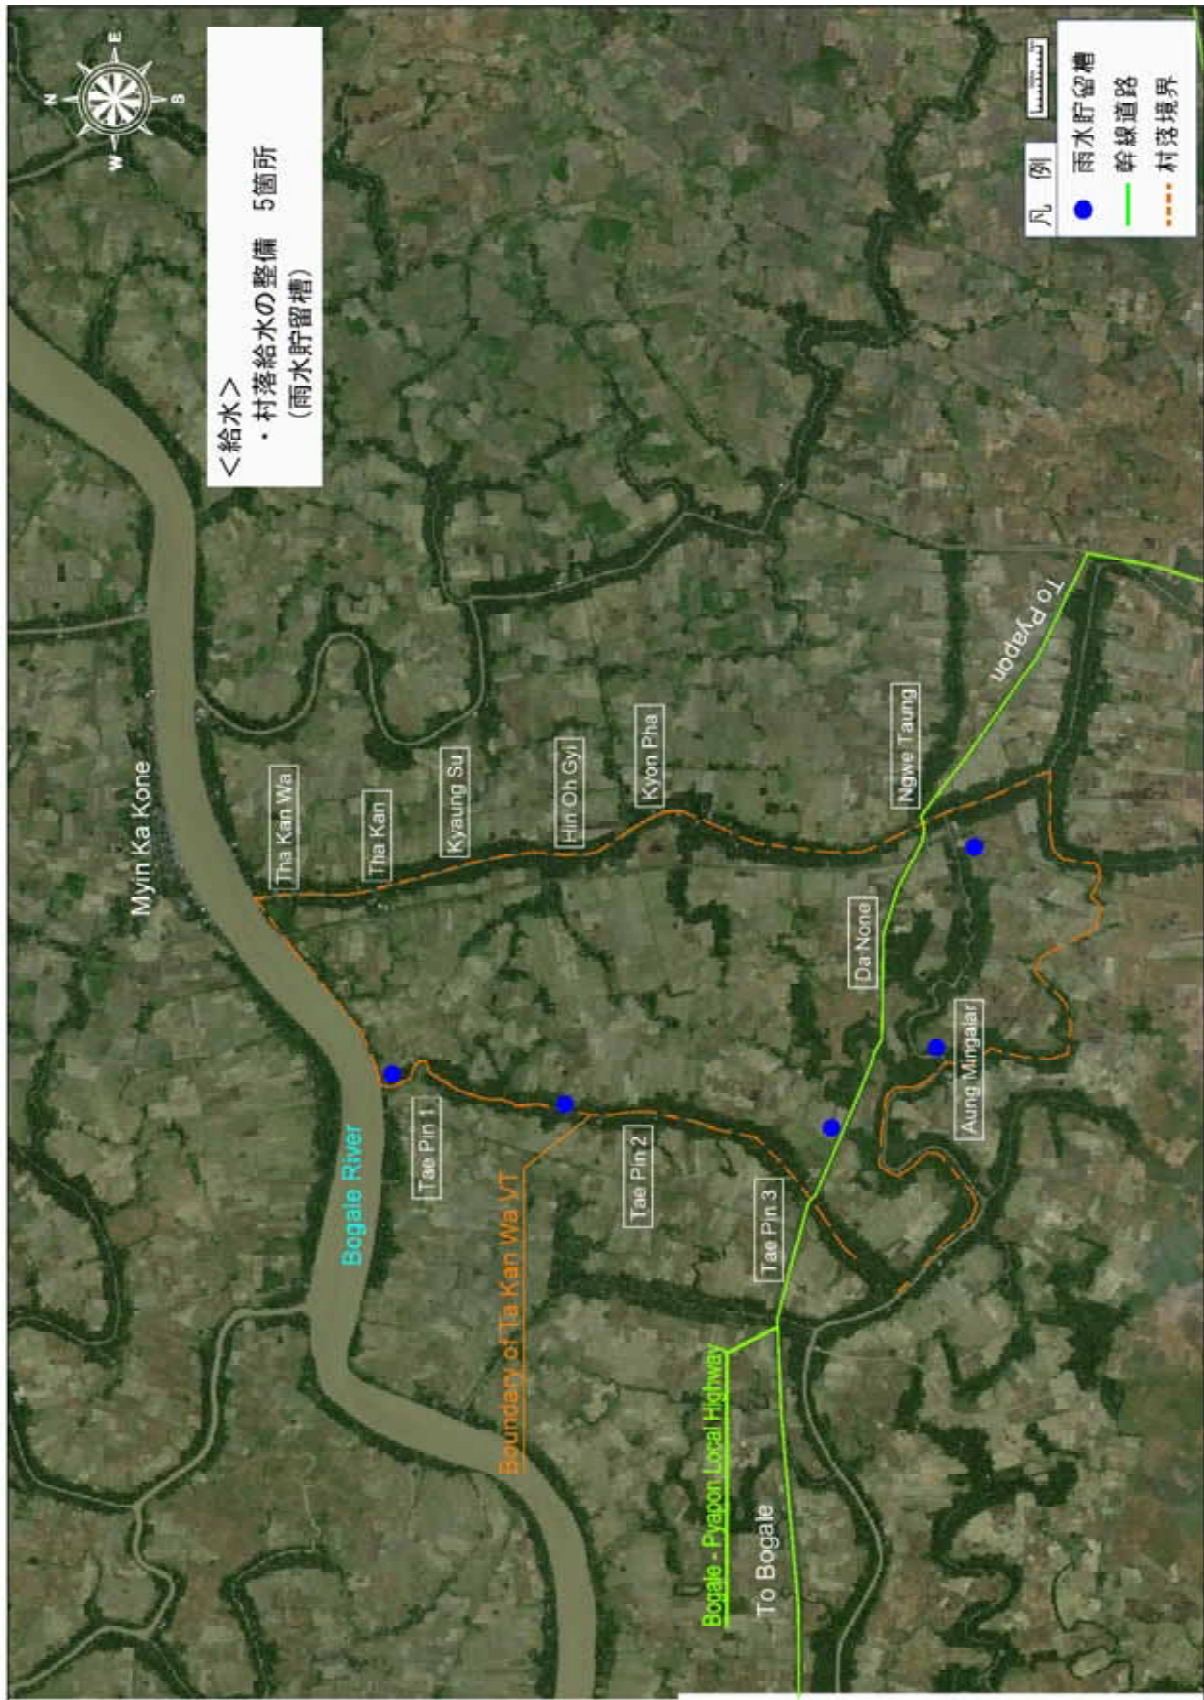 N
E
S
W
<給水>
・村落給水の整備 5箇所
(雨水貯留槽)
Myin Ka Kone
Bogale River
Tha Kan Wa
Tha Kan
Kyaung Su
Hin Oh Gyi
Kyon Pha
Ngwe Taung
Da None
Aung Mingalar
Tae Pin 1
Tae Pin 2
Tae Pin 3
Boundary of Ta Kan Wa VT
Bogale - Pyapon Local Highway
To Bogale
To Pyapon
凡 例
雨水貯留槽
幹線道路
村落境界